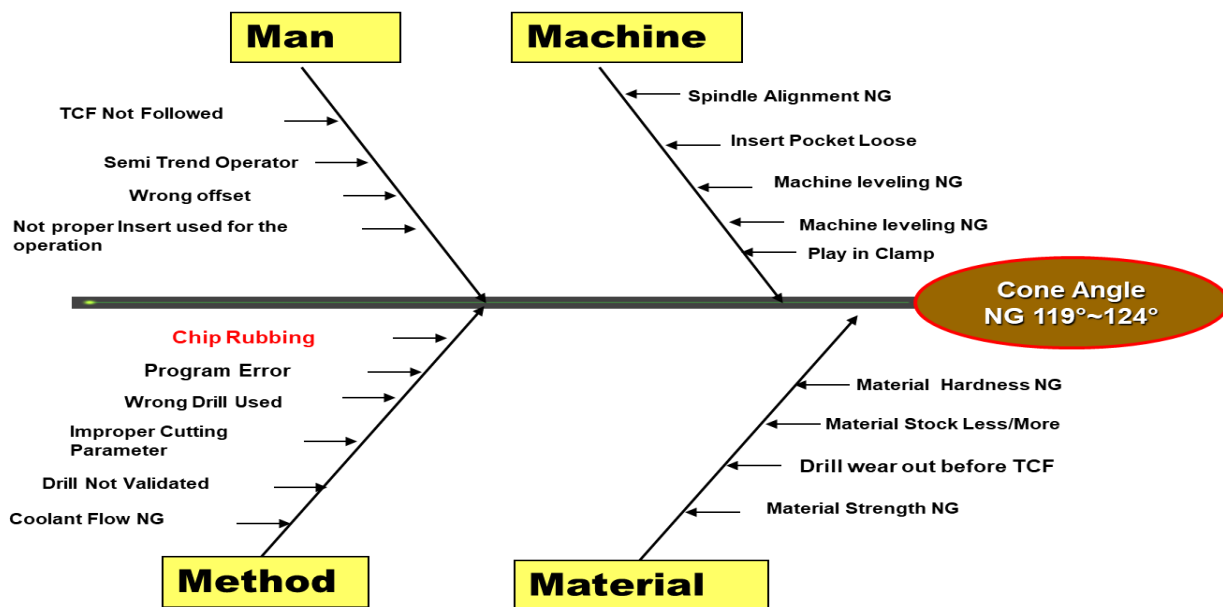 Man
Machine
TCF Not Followed
Semi Trend Operator
Wrong offset
Not proper Insert used for the
operation
Spindle Alignment NG
Insert Pocket Loose
Machine leveling NG
Machine leveling NG
Play in Clamp
Cone Angle
NG 119°~124°
Chip Rubbing
Program Error
Wrong Drill Used
Improper Cutting
Parameter
Drill Not Validated
Coolant Flow NG
Material Hardness NG
Material Stock Less/More
Drill wear out before TCF
Material Strength NG
Method
Material